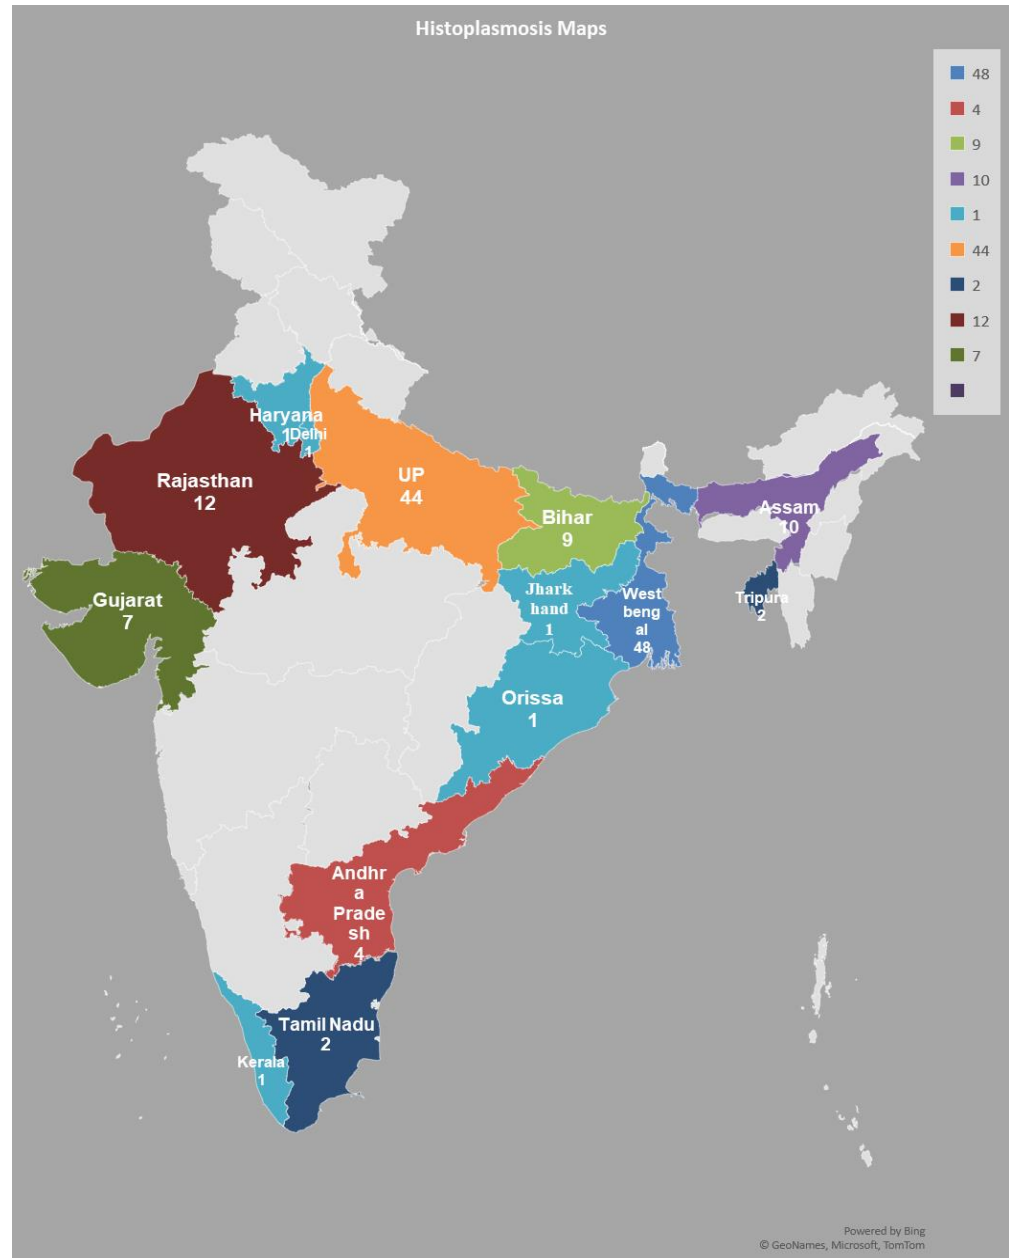 Histoplasmosis Maps
48
4
9
10
1
44
2
12
7
Haryana
1
Delhi
1
Rajasthan
12
UP
44
Bihar
9
Assam
10
Gujarat
7
Jhark
hand
1
West
beng
al
48
Tripura
2
Orissa
1
Andhr
a
Prade
sh
4
Tamil Nadu
2
Kerala
1
Powered by Bing
© GeoNames, Microsoft, TomTom